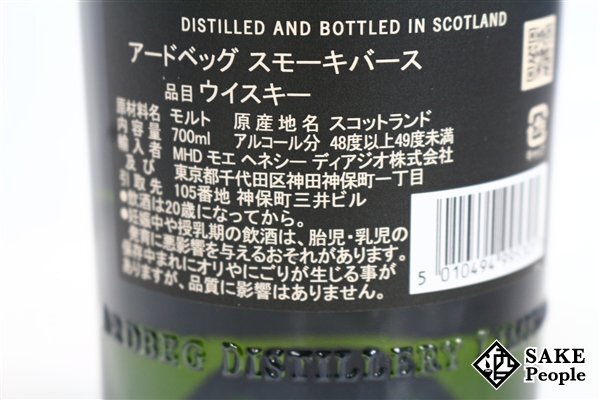 DISTILLED AND BOTTLED IN SCOTLAND
アードベッグ スモーキバース
品目 ウイスキー
原材料名 モルト 原産地名 スコットランド
内容量 700ml アルコール分 48度以上49度未満
輸入者 MHD モエ ヘネシー ディアジオ株式会社
及び 東京都千代田区神田神保町一丁目
引取先 105番地 神保町三井ビル
●飲酒は20歳になってから。
●妊娠中や授乳期の飲酒は、胎児・乳児の
発育に悪影響を与えるおそれがあります。
保存中まれにオリやにごりが生じる事が
ありますが、品質に影響はありません。
5 010494
DBEG DISTILLERY
SAKE
People